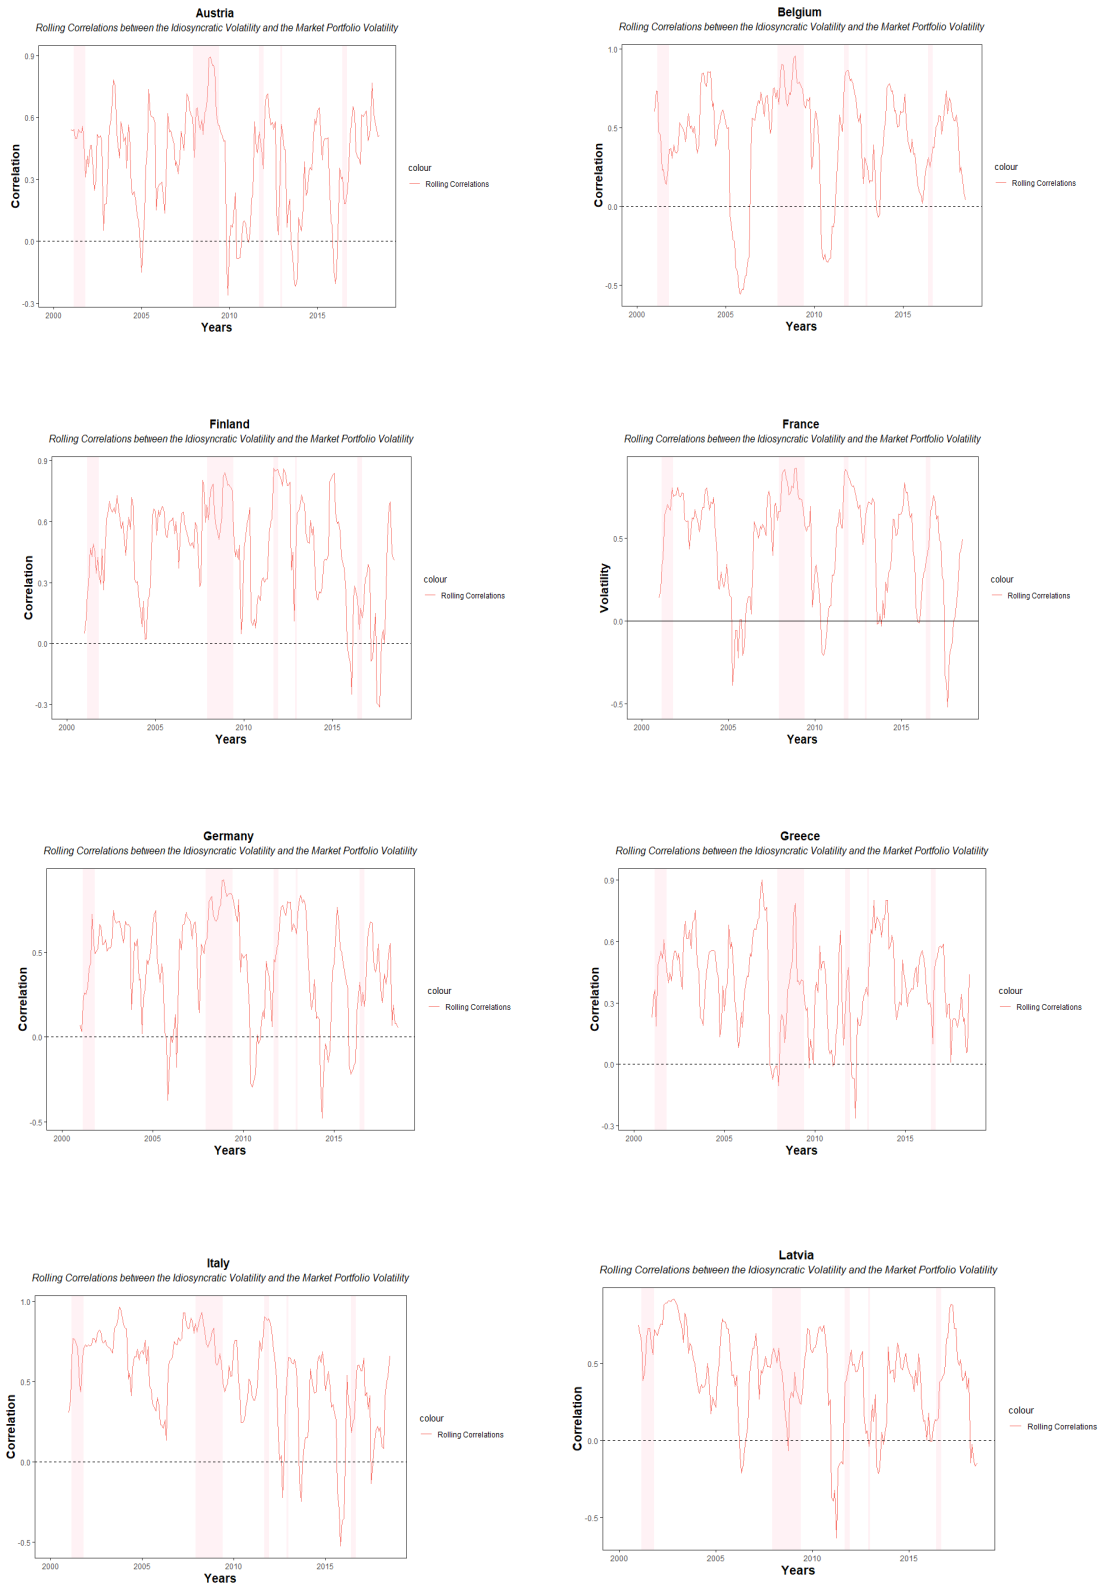 Austria
Rolling Correlations between the Idiosyncratic Volatility and the Market Portfolio Volatility
Correlation
0.9
0.6
0.3
0.0
-0.3
2000 2005 2010 2015
Years
colour
Rolling Correlations
Belgium
Rolling Correlations between the Idiosyncratic Volatility and the Market Portfolio Volatility
Correlation
1.0
0.5
0.0
-0.5
2000 2005 2010 2015
Years
colour
Rolling Correlations
Finland
Rolling Correlations between the Idiosyncratic Volatility and the Market Portfolio Volatility
Correlation
0.9
0.6
0.3
0.0
-0.3
2000 2005 2010 2015
Years
colour
Rolling Correlations
France
Rolling Correlations between the Idiosyncratic Volatility and the Market Portfolio Volatility
Volatility
0.5
0.0
-0.5
2000 2005 2010 2015
Years
colour
Rolling Correlations
Germany
Rolling Correlations between the Idiosyncratic Volatility and the Market Portfolio Volatility
Correlation
0.5
0.0
-0.5
2000 2005 2010 2015
Years
colour
Rolling Correlations
Greece
Rolling Correlations between the Idiosyncratic Volatility and the Market Portfolio Volatility
Correlation
0.9
0.6
0.3
0.0
-0.3
2000 2005 2010 2015
Years
colour
Rolling Correlations
Italy
Rolling Correlations between the Idiosyncratic Volatility and the Market Portfolio Volatility
Correlation
1.0
0.5
0.0
-0.5
2000 2005 2010 2015
Years
colour
Rolling Correlations
Latvia
Rolling Correlations between the Idiosyncratic Volatility and the Market Portfolio Volatility
Correlation
0.5
0.0
-0.5
2000 2005 2010 2015
Years
colour
Rolling Correlations